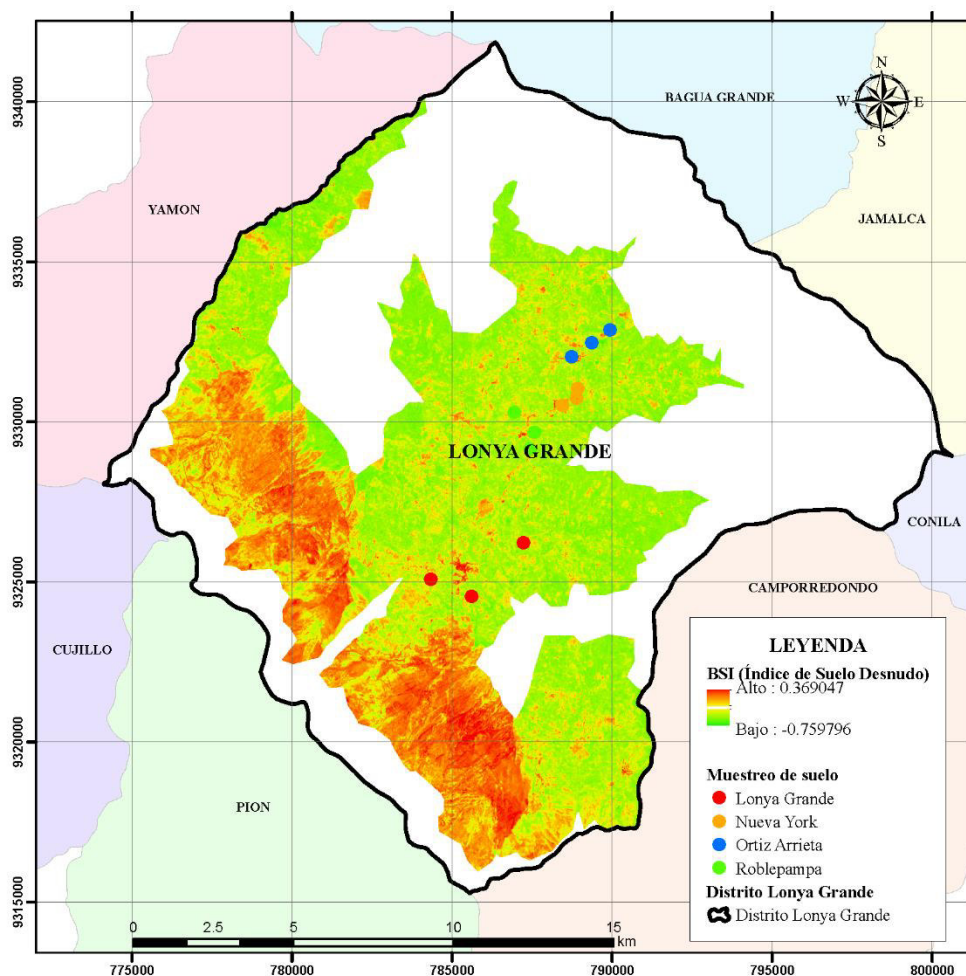 N
W E
S
BAGUA GRANDE
YAMON
JAMALCA
LONYA GRANDE
CONILA
CAMPORREDONDO
CUJILLO
PION
LEYENDA
BSI (Índice de Suelo Desnudo)
Alto : 0.369047
Bajo : -0.759796
Muestreo de suelo
Lonya Grande
Nueva York
Ortiz Arrieta
Roblepampa
Distrito Lonya Grande
Distrito Lonya Grande
0 2.5 5 10 15
km
9340000
9335000
9330000
9325000
9320000
9315000
775000 780000 785000 790000 795000 800000